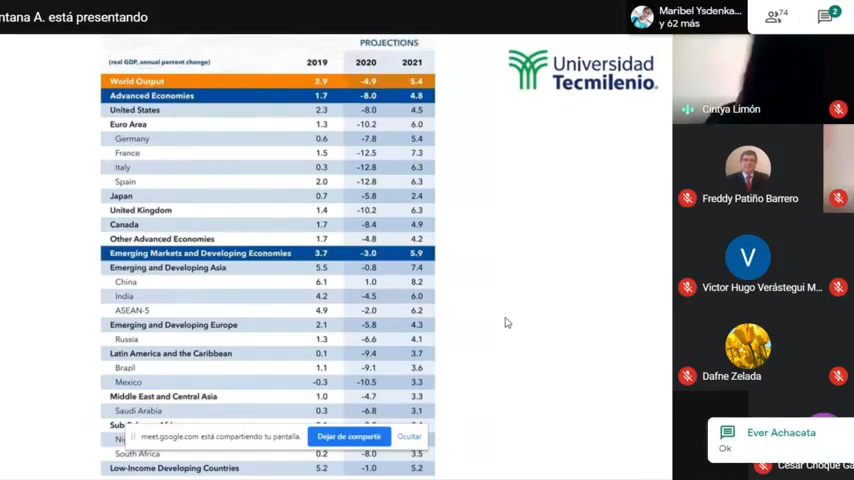 ntana A. está presentando
Maribel Ysdenka...
y 62 más
74
2
PROJECTIONS
(real GDP, annual percent change) 2019 2020 2021
World Output 2.9 -4.9 5.4
Advanced Economies 1.7 -8.0 4.8
United States 2.3 -8.0 4.5
Euro Area 1.3 -10.2 6.0
Germany 0.6 -7.8 5.4
France 1.5 -12.5 7.3
Italy 0.3 -12.8 6.3
Spain 2.0 -12.8 6.3
Japan 0.7 -5.8 2.4
United Kingdom 1.4 -10.2 6.3
Canada 1.7 -8.4 4.9
Other Advanced Economies 1.7 -4.8 4.2
Emerging Markets and Developing Economies 3.7 -3.0 5.9
Emerging and Developing Asia 5.5 -0.8 7.4
China 6.1 1.0 8.2
India 4.2 -4.5 6.0
ASEAN-5 4.9 -2.0 6.2
Emerging and Developing Europe 2.1 -5.8 4.3
Russia 1.3 -6.6 4.1
Latin America and the Caribbean 0.1 -9.4 3.7
Brazil 1.1 -9.1 3.6
Mexico -0.3 -10.5 3.3
Middle East and Central Asia 1.0 -4.7 3.3
Saudi Arabia 0.3 -6.8 3.1
meet.google.com está compartiendo tu pantalla. Dejar de compartir Ocultar
South Africa 0.2 -8.0 3.5
Low-Income Developing Countries 5.2 -1.0 5.2
Universidad
Tecmilenio
Cintya Limón
Freddy Patiño Barrero
V
Victor Hugo Verástegui M...
Dafne Zelada
Ever Achacata
Ok
Cesar Choque Ga